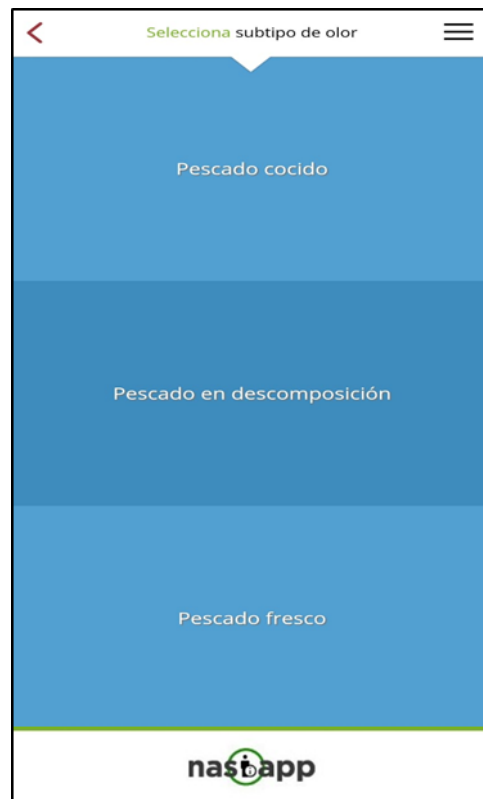 Selecciona subtipo de olor
Pescado cocido
Pescado en descomposición
Pescado fresco
nasapp